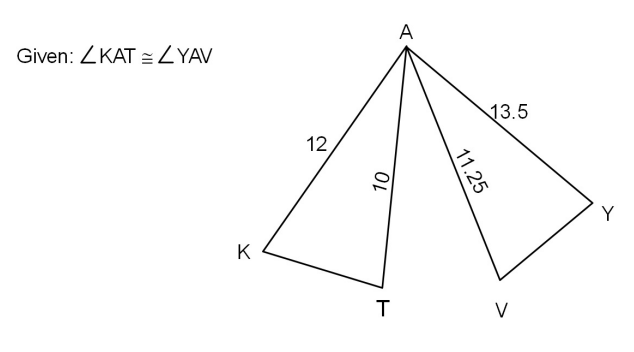 A
Given: ∠KAT ≅ ∠YAV
13.5
12
11.25
10
Y
K
T
V